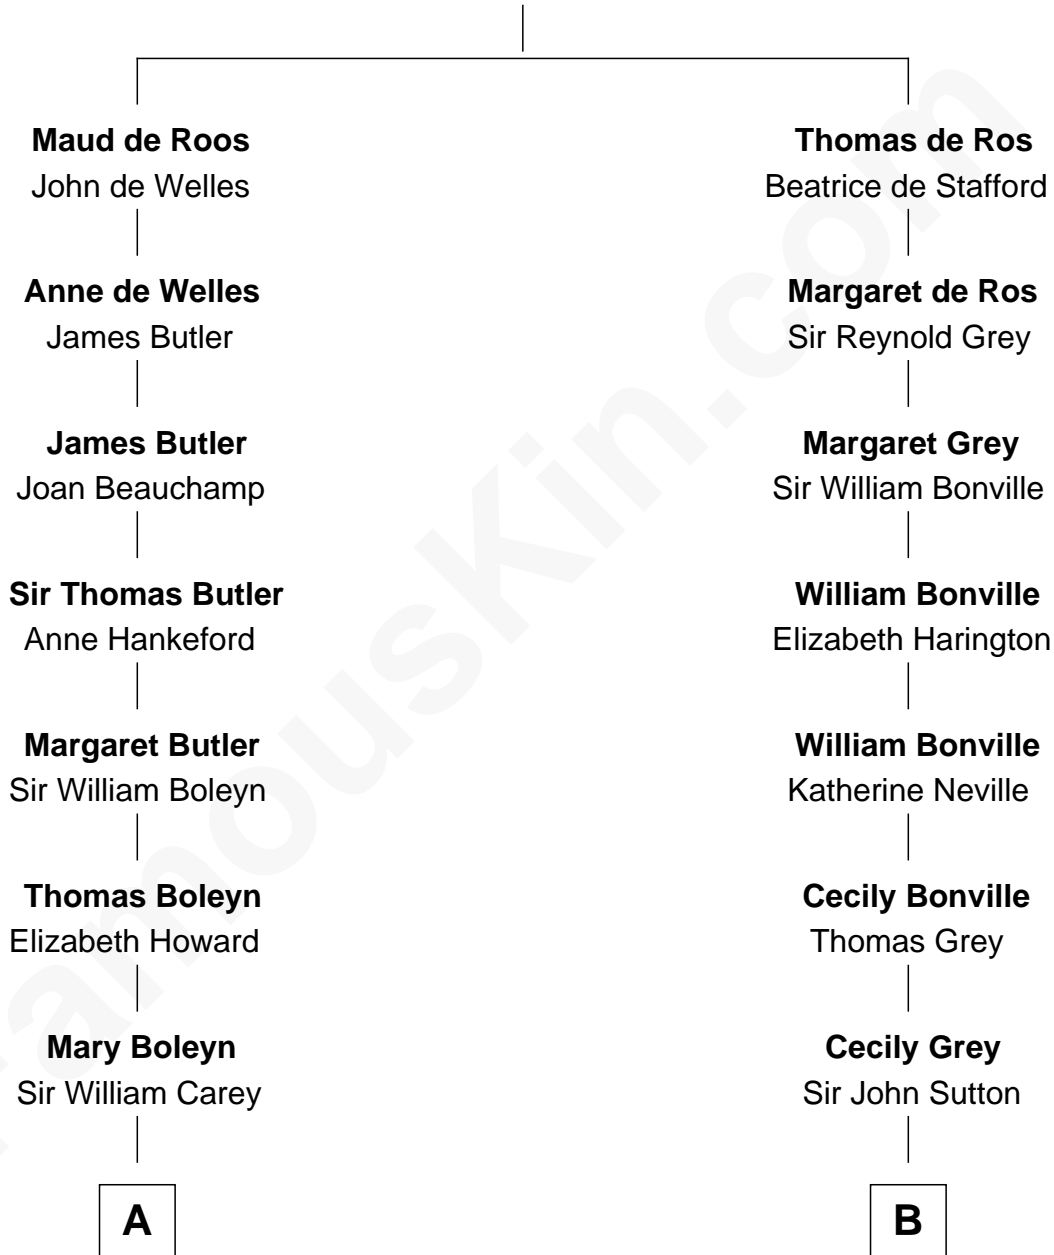 Maud de Roos
John de Welles
Anne de Welles
James Butler
James Butler
Joan Beauchamp
Sir Thomas Butler
Anne Hankeford
Margaret Butler
Sir William Boleyn
Thomas Boleyn
Elizabeth Howard
Mary Boleyn
Sir William Carey
A
Thomas de Ros
Beatrice de Stafford
Margaret de Ros
Sir Reynold Grey
Margaret Grey
Sir William Bonville
William Bonville
Elizabeth Harington
William Bonville
Katherine Neville
Cecily Bonville
Thomas Grey
Cecily Grey
Sir John Sutton
B
FamousKin.com